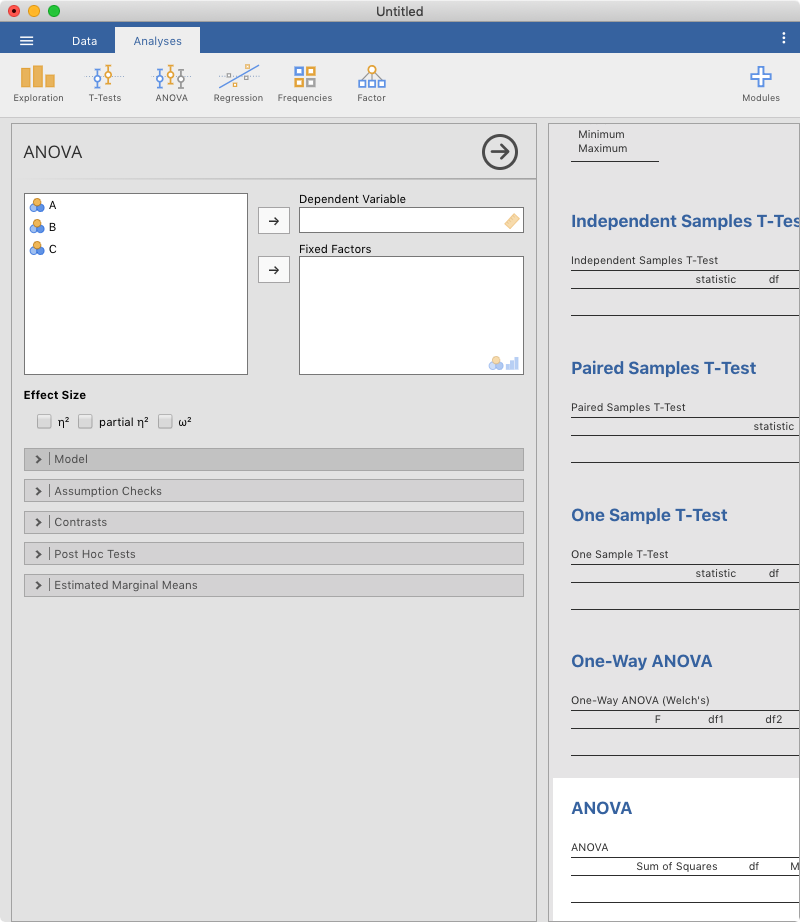 Untitled
Data
Analyses
Exploration
T-Tests
ANOVA
Regression
Frequencies
Factor
Modules
ANOVA
A
B
C
Dependent Variable
Fixed Factors
Effect Size
η²
partial η²
ω²
Model
Assumption Checks
Contrasts
Post Hoc Tests
Estimated Marginal Means
Minimum
Maximum
Independent Samples T-Tes
Independent Samples T-Test
statistic df
Paired Samples T-Test
Paired Samples T-Test
statistic
One Sample T-Test
One Sample T-Test
statistic df
One-Way ANOVA
One-Way ANOVA (Welch's)
F df1 df2
ANOVA
ANOVA
Sum of Squares df M